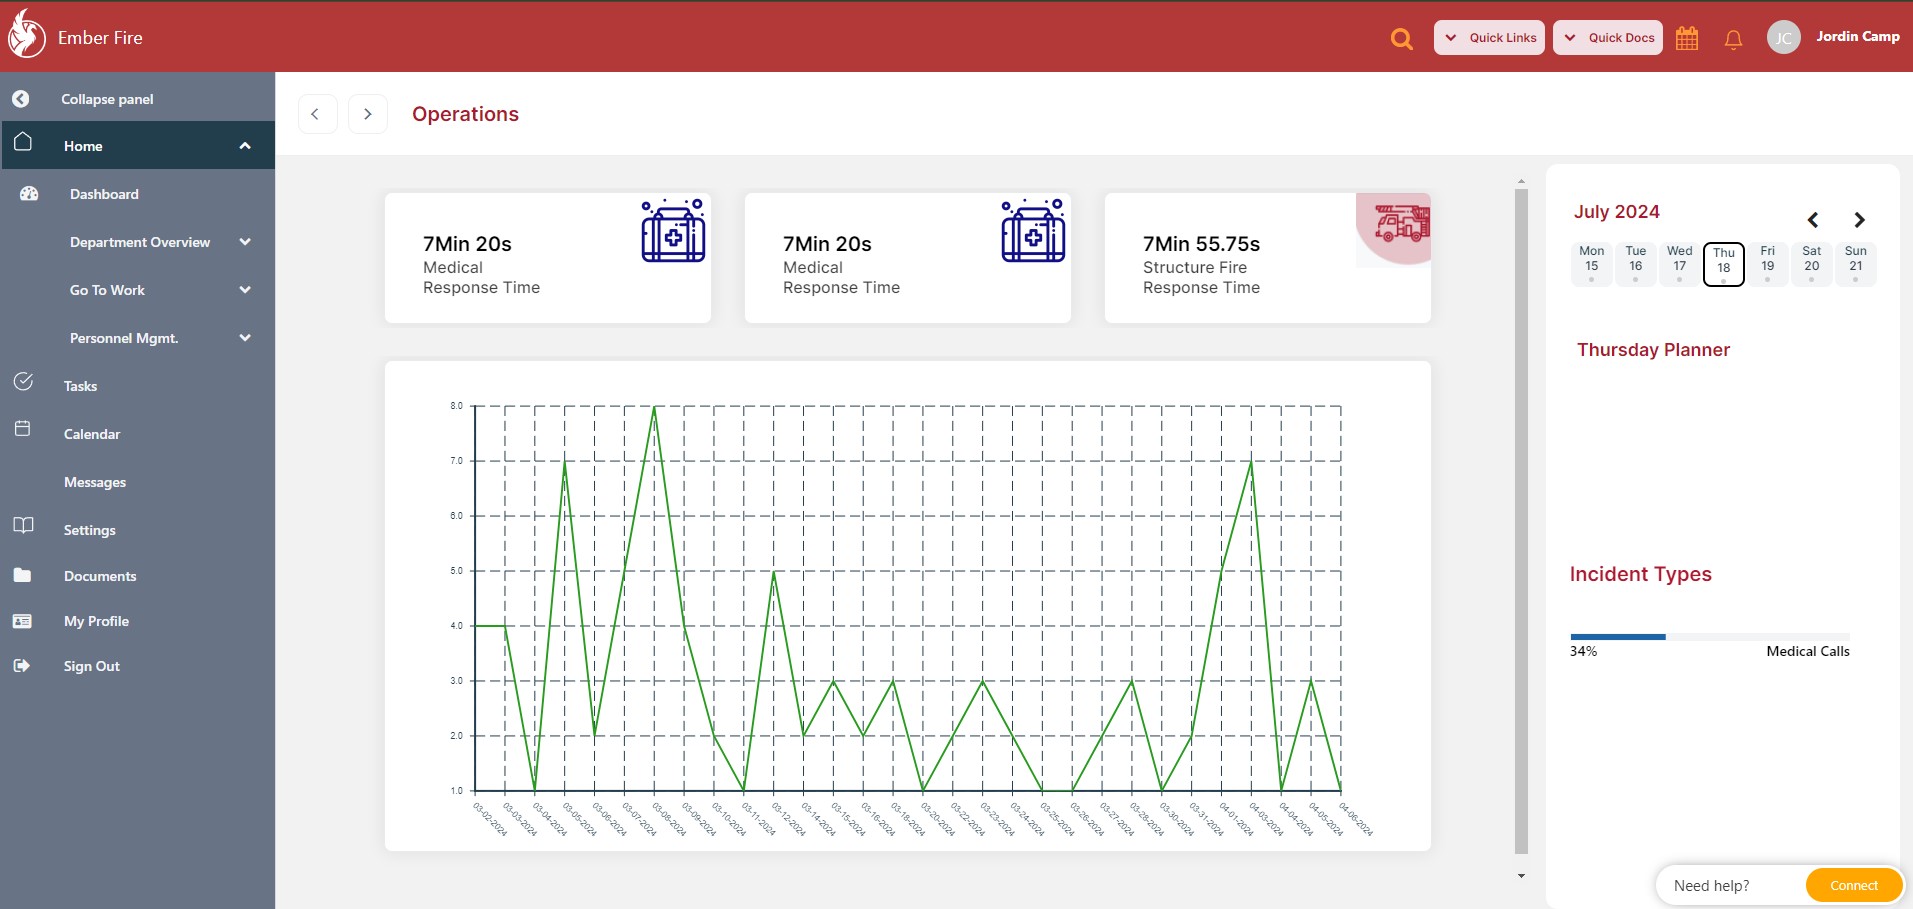 Ember Fire
Quick Links
Quick Docs
JC
Jordin Camp
Collapse panel
Home
Dashboard
Department Overview
Go To Work
Personnel Mgmt.
Tasks
Calendar
Messages
Settings
Documents
My Profile
Sign Out
Operations
7Min 20s
Medical
Response Time
7Min 20s
Medical
Response Time
7Min 55.75s
Structure Fire
Response Time
8.0
7.0
6.0
5.0
4.0
3.0
2.0
1.0
03-02-2024
03-03-2024
03-04-2024
03-05-2024
03-06-2024
03-07-2024
03-08-2024
03-09-2024
03-10-2024
03-11-2024
03-12-2024
03-14-2024
03-15-2024
03-16-2024
03-18-2024
03-20-2024
03-22-2024
03-23-2024
03-24-2024
03-25-2024
03-26-2024
03-27-2024
03-28-2024
03-30-2024
03-31-2024
04-01-2024
04-03-2024
04-04-2024
04-05-2024
04-06-2024
July 2024
Mon Tue Wed Thu Fri Sat Sun
15 16 17 18 19 20 21
Thursday Planner
Incident Types
34% Medical Calls
Need help?
Connect